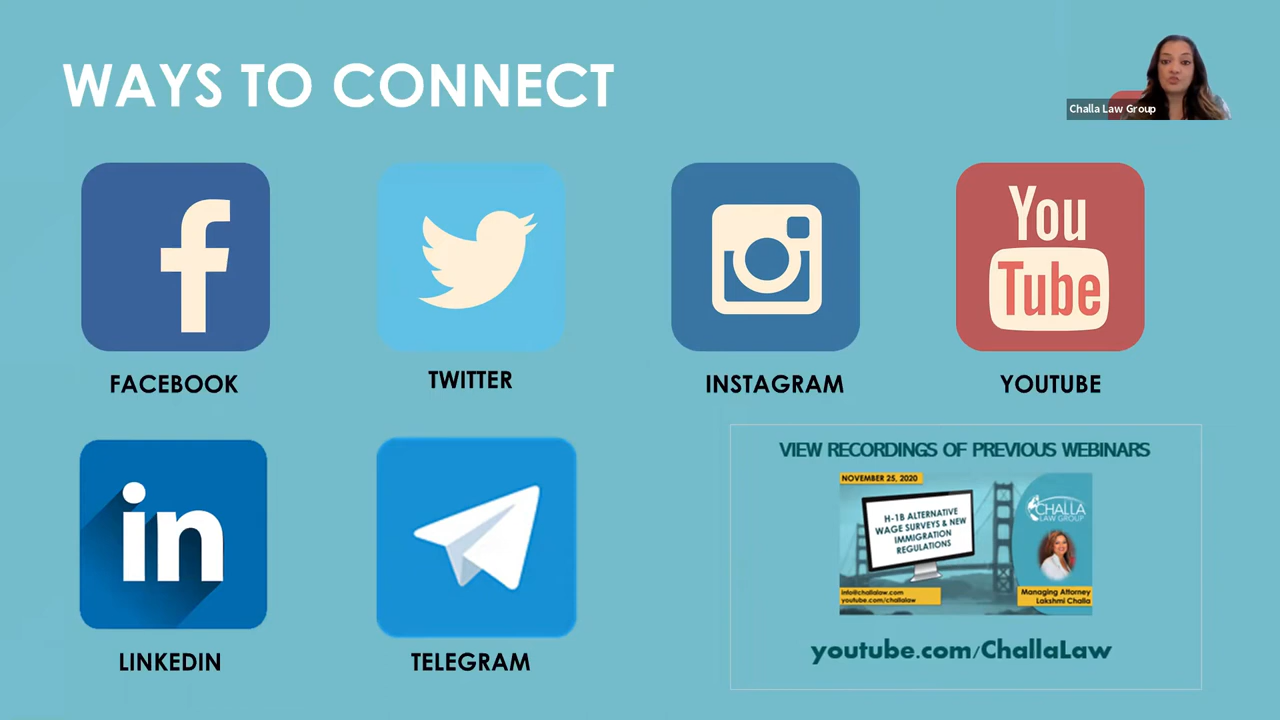 WAYS TO CONNECT
Challa Law Group
f
You
Tube
FACEBOOK
TWITTER
INSTAGRAM
YOUTUBE
in
LINKEDIN
TELEGRAM
VIEW RECORDINGS OF PREVIOUS WEBINARS
NOVEMBER 25, 2020
H-1B ALTERNATIVE
WAGE SURVEYS & NEW
IMMIGRATION
REGULATIONS
CHALLA
LAW GROUP
info@challalaw.com
youtube.com/challalaw
Managing Attorney
Lakshmi Challa
youtube.com/ChallaLaw